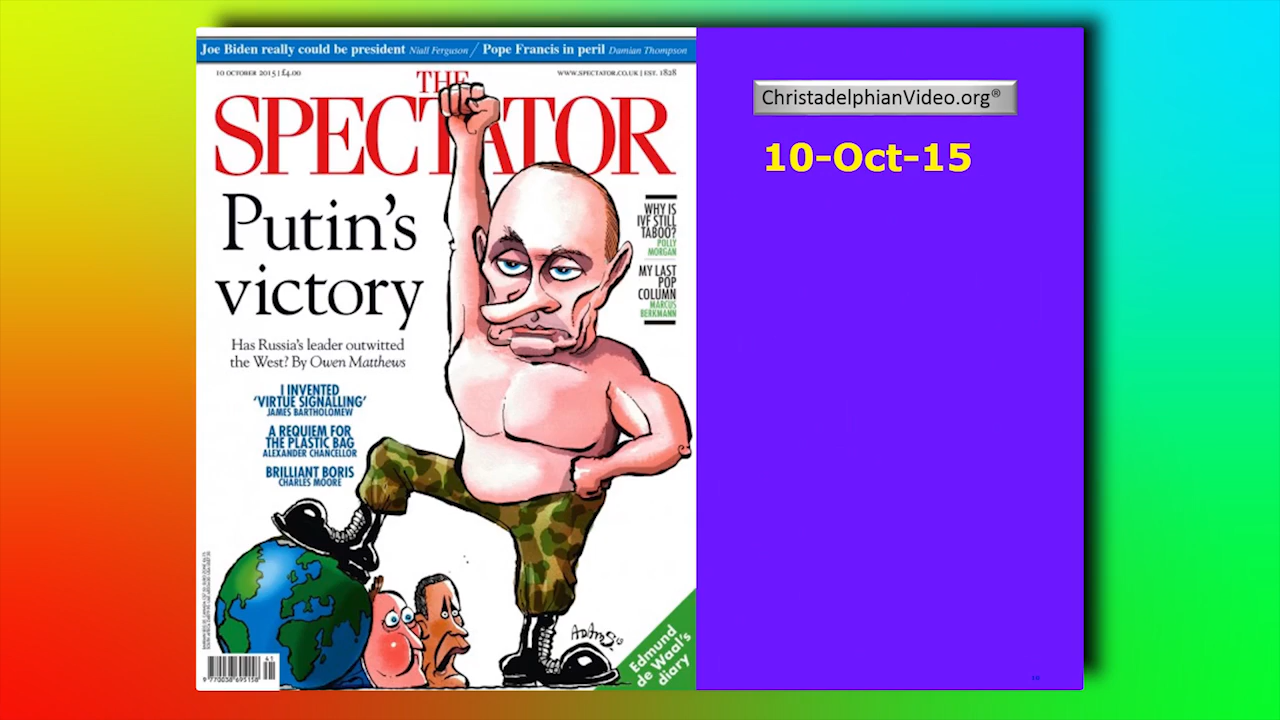 Joe Biden really could be president Niall Ferguson / Pope Francis in peril Damian Thompson
10 OCTOBER 2015 | £4.00
WWW.SPECTATOR.CO.UK | EST. 1828
THE
SPECTATOR
Putin's
victory
Has Russia's leader outwitted
the West? By Owen Matthews
I INVENTED
'VIRTUE SIGNALLING'
JAMES BARTHOLOMEW
A REQUIEM FOR
THE PLASTIC BAG
ALEXANDER CHANCELLOR
BRILLIANT BORIS
CHARLES MOORE
WHY IS
IVF STILL
TABOO?
POLLY
MORGAN
MY LAST
POP
COLUMN
MARCUS
BERKMANN
ADAMS
Edmund
de Waal's
diary
41
9 770038 695158
ChristadelphianVideo.org®
10-Oct-15